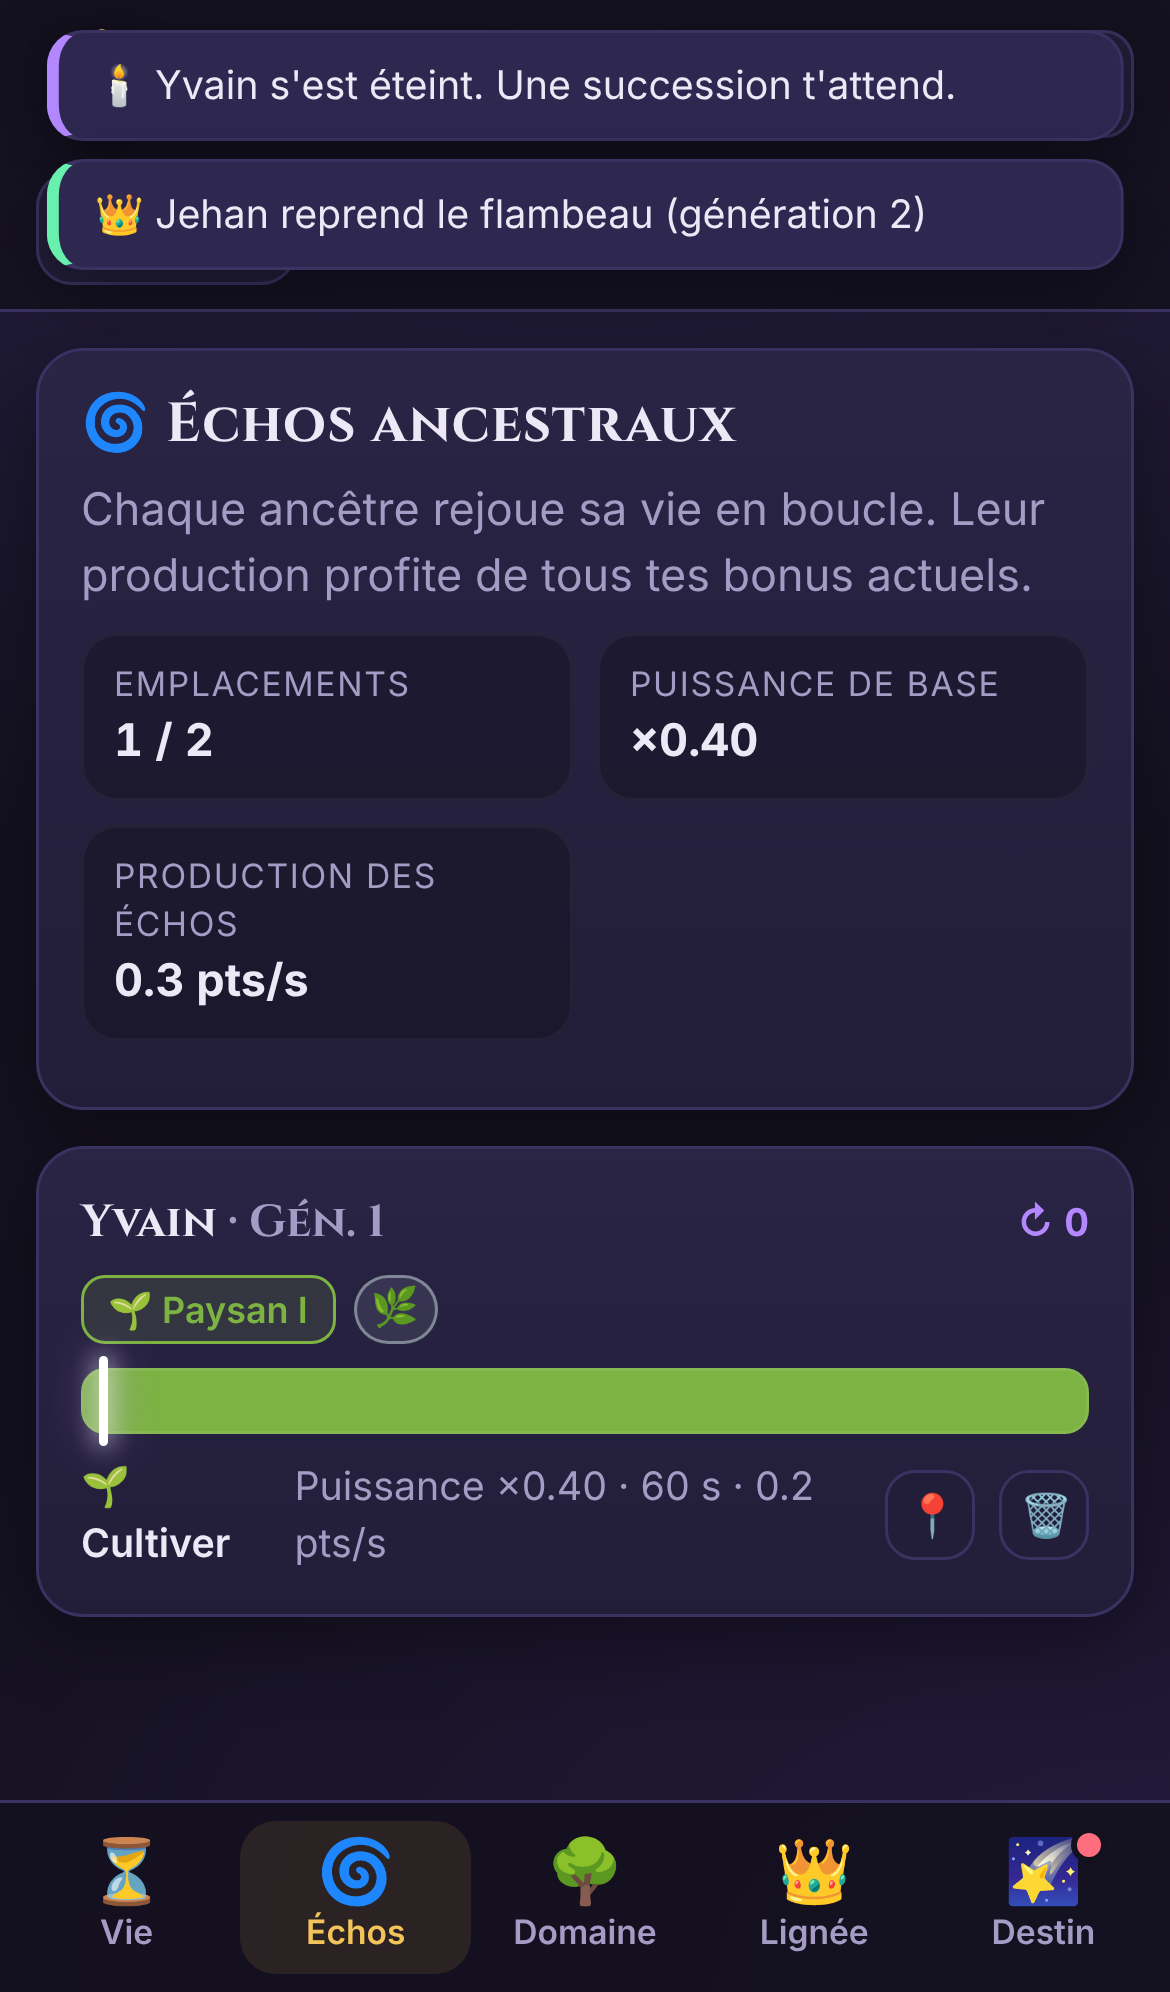 Yvain s'est éteint. Une succession t'attend.
Jehan reprend le flambeau (génération 2)
Échos ancestraux
Chaque ancêtre rejoue sa vie en boucle. Leur
production profite de tous tes bonus actuels.
EMPLACEMENTS
1 / 2
PUISSANCE DE BASE
×0.40
PRODUCTION DES
ÉCHOS
0.3 pts/s
Yvain · Gén. 1
↻ 0
Paysan I
Cultiver
Puissance ×0.40 · 60 s · 0.2
pts/s
Vie
Échos
Domaine
Lignée
Destin